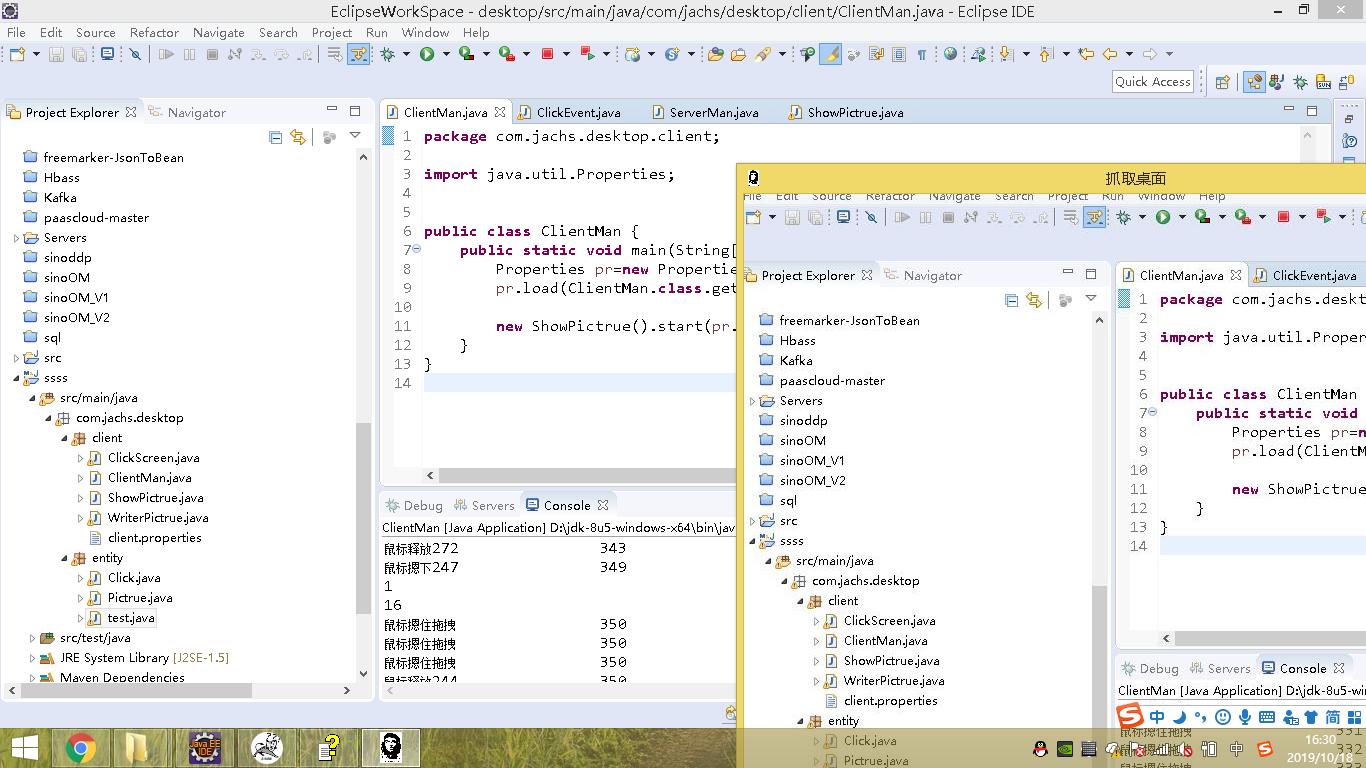 EclipseWorkSpace - desktop/src/main/java/com/jachs/desktop/client/ClientMan.java - Eclipse IDE
File Edit Source Refactor Navigate Search Project Run Window Help
Quick Access
Project Explorer Navigator
freemarker-JsonToBean
Hbass
Kafka
paascloud-master
Servers
sinoddp
sinoOM
sinoOM_V1
sinoOM_V2
sql
src
ssss
src/main/java
com.jachs.desktop
client
ClickScreen.java
ClientMan.java
ShowPictrue.java
WriterPictrue.java
client.properties
entity
Click.java
Pictrue.java
test.java
src/test/java
JRE System Library [J2SE-1.5]
Maven Dependencies
ClientMan.java ClickEvent.java ServerMan.java ShowPictrue.java
1 package com.jachs.desktop.client;
2
3 import java.util.Properties;
4
5
6 public class ClientMan {
7 public static void main(String[
8 Properties pr=new Propertie
9 pr.load(ClientMan.class.get
10
11 new ShowPictrue().start(pr.
12 }
13 }
14
Debug Servers Console
ClientMan [Java Application] D:\jdk-8u5-windows-x64\bin\jav
鼠标释放272 343
鼠标摁下247 349
1
16
鼠标摁住拖拽 350
鼠标摁住拖拽 350
鼠标摁住拖拽 350
鼠标释放244 350
抓取桌面
File Edit Source Refactor Navigate Search Project Run Window Help
Project Explorer Navigator
freemarker-JsonToBean
Hbass
Kafka
paascloud-master
Servers
sinoddp
sinoOM
sinoOM_V1
sinoOM_V2
sql
src
ssss
src/main/java
com.jachs.desktop
client
ClickScreen.java
ClientMan.java
ShowPictrue.java
WriterPictrue.java
client.properties
entity
Click.java
Pictrue.java
ClientMan.java ClickEvent.java
1 package com.jachs.deskt
2
3 import java.util.Proper
4
5
6 public class ClientMan
7 public static void
8 Properties pr=n
9 pr.load(ClientM
10
11 new ShowPictrue
12 }
13 }
14
Debug Servers Console
ClientMan [Java Application] D:\jdk-8u5-wi
中 简
鼠标摁住拖拽 331
Java EE
IDE
中
16:30
2019/10/18